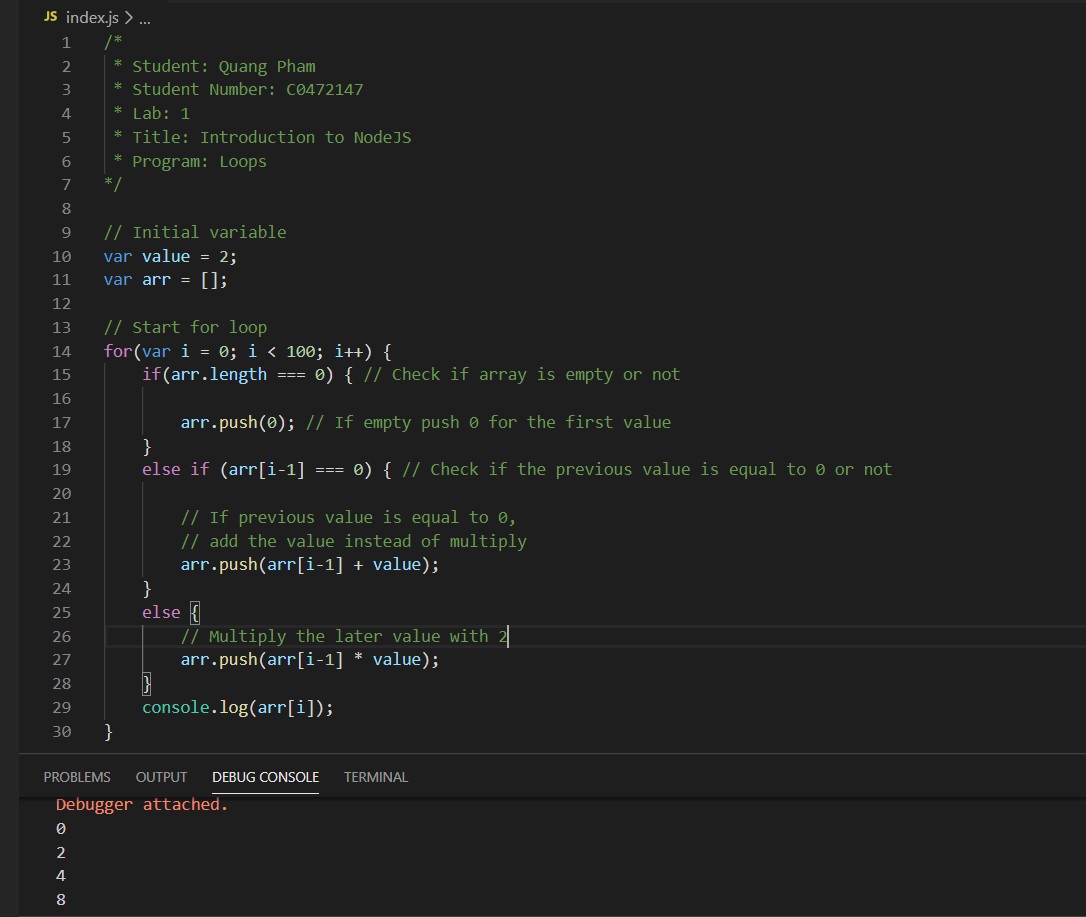 JS index.js > ...
1 /*
2  * Student: Quang Pham
3  * Student Number: C0472147
4  * Lab: 1
5  * Title: Introduction to NodeJS
6  * Program: Loops
7 */
8
9 // Initial variable
10 var value = 2;
11 var arr = [];
12
13 // Start for loop
14 for(var i = 0; i < 100; i++) {
15     if(arr.length === 0) { // Check if array is empty or not
16
17         arr.push(0); // If empty push 0 for the first value
18     }
19     else if (arr[i-1] === 0) { // Check if the previous value is equal to 0 or not
20
21         // If previous value is equal to 0,
22         // add the value instead of multiply
23         arr.push(arr[i-1] + value);
24     }
25     else {
26         // Multiply the later value with 2
27         arr.push(arr[i-1] * value);
28     }
29     console.log(arr[i]);
30 }
PROBLEMS OUTPUT DEBUG CONSOLE TERMINAL
Debugger attached.
0
2
4
8